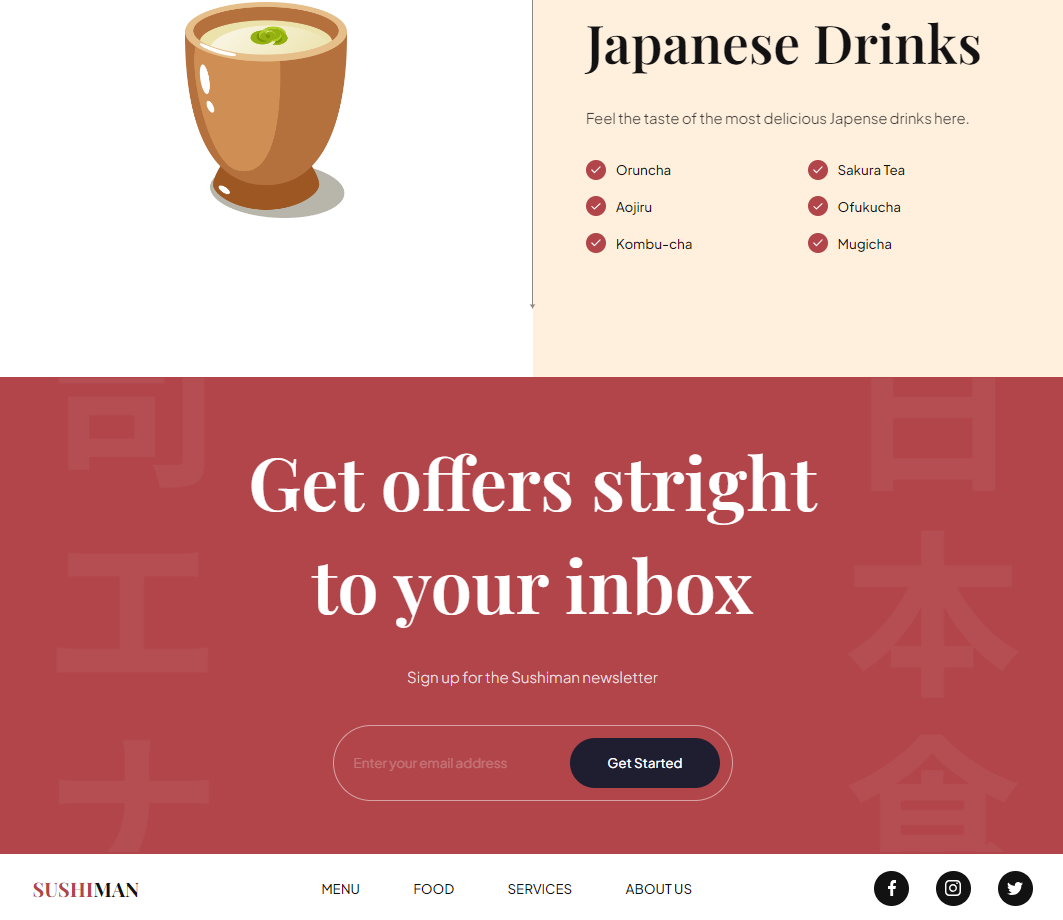 Japanese Drinks
Feel the taste of the most delicious Japense drinks here.
Oruncha
Sakura Tea
Aojiru
Ofukucha
Kombu-cha
Mugicha
司
エ
ナ
日
本
食
Get offers stright
to your inbox
Sign up for the Sushiman newsletter
Enter your email address
Get Started
SUSHIMAN
MENU
FOOD
SERVICES
ABOUT US